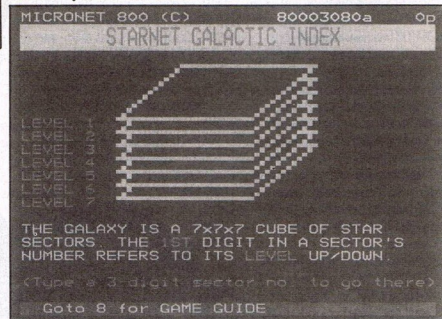 MICRONET 800 (C) 80003080a 0p
STARNET GALACTIC INDEX
LEVEL 1
LEVEL 2
LEVEL 3
LEVEL 4
LEVEL 5
LEVEL 6
LEVEL 7
THE GALAXY IS A 7x7x7 CUBE OF STAR
SECTORS. THE 1ST DIGIT IN A SECTOR'S
NUMBER REFERS TO ITS LEVEL UP/DOWN.
(Type a 3-digit sector no. to go there)
Goto 8 for GAME GUIDE